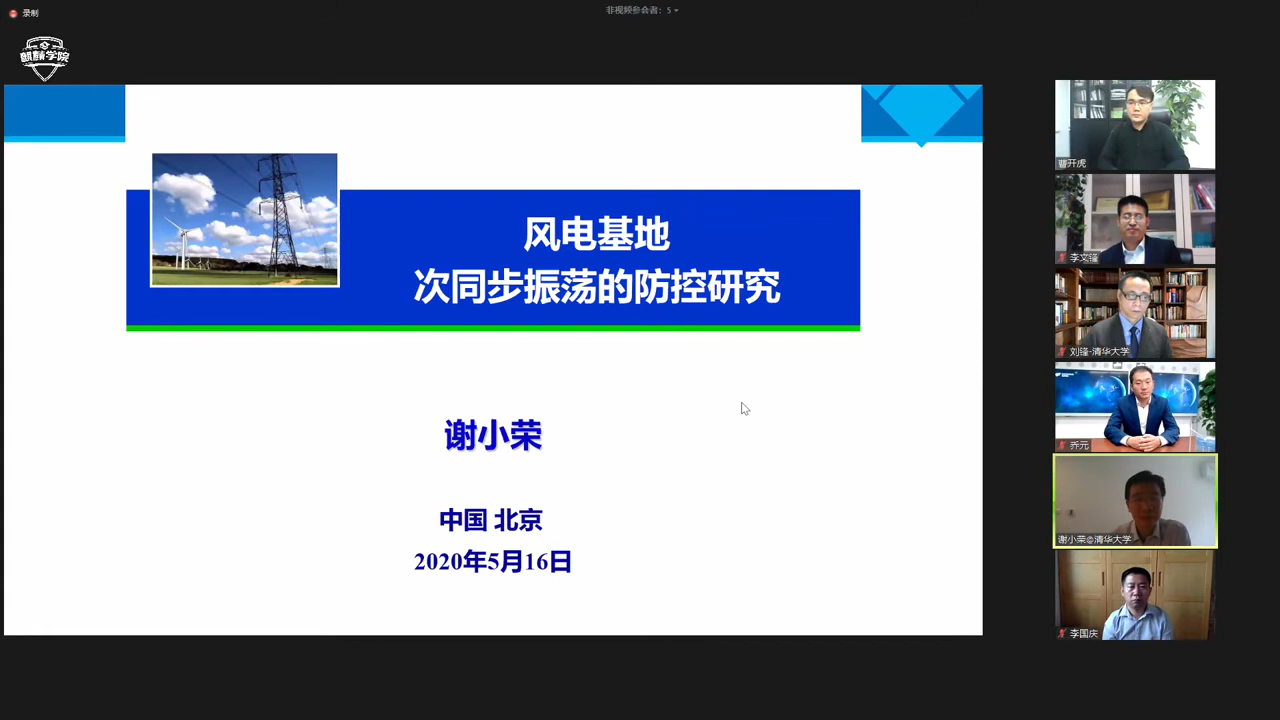 录制
非视频参会者: 5
麒麟学院
风电基地
次同步振荡的防控研究
谢小荣
中国 北京
2020年5月16日
曹开虎
李文锋
刘锋-清华大学
乔元
谢小荣@清华大学
李国庆